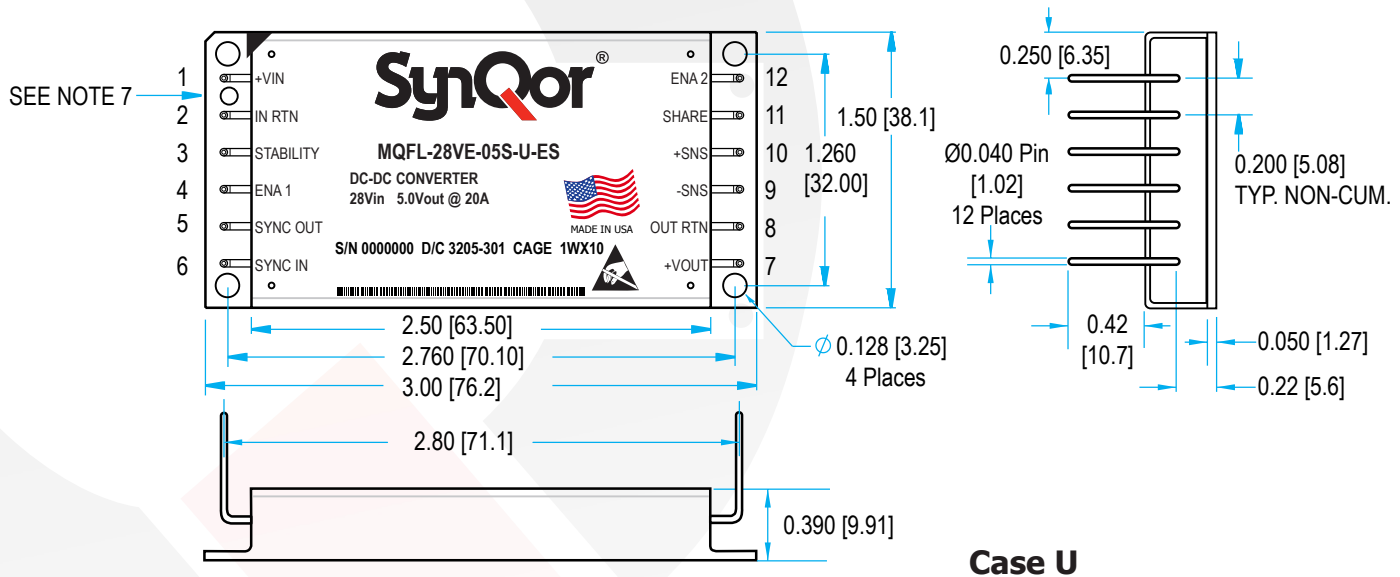 SynQor®
1 +VIN
SEE NOTE 7
2 IN RTN
3 STABILITY
4 ENA 1
5 SYNC OUT
6 SYNC IN
MQFL-28VE-05S-U-ES
DC-DC CONVERTER
28Vin 5.0Vout @ 20A
MADE IN USA
S/N 0000000 D/C 3205-301 CAGE 1WX10
ENA 2 12
SHARE 11
+SNS 10
-SNS 9
OUT RTN 8
+VOUT 7
1.50 [38.1]
1.260
[32.00]
2.50 [63.50]
2.760 [70.10]
3.00 [76.2]
Ø 0.128 [3.25]
4 Places
0.250 [6.35]
Ø0.040 Pin
[1.02]
12 Places
0.200 [5.08]
TYP. NON-CUM.
0.42
[10.7]
0.050 [1.27]
0.22 [5.6]
2.80 [71.1]
0.390 [9.91]
Case U